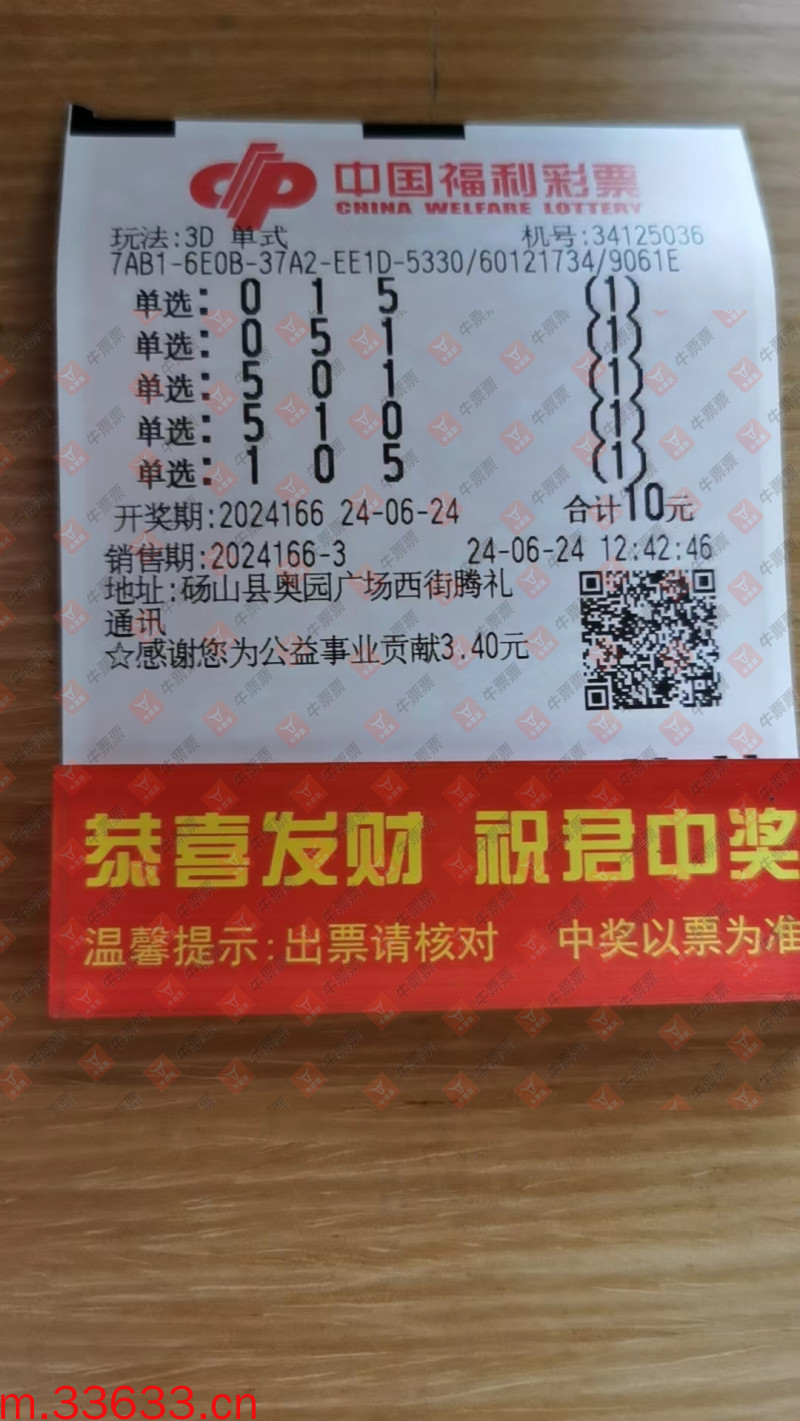 中国福利彩票
CHINA WELFARE LOTTERY
玩法:3D 单式 机号:34125036
7AB1-6E0B-37A2-EE1D-5330/60121734/9061E
单选: 0 1 5 (1)
单选: 0 5 1 (1)
单选: 5 0 1 (1)
单选: 5 1 0 (1)
单选: 1 0 5 (1)
开奖期:2024166 24-06-24 合计10元
销售期:2024166-3 24-06-24 12:42:46
地址:砀山县奥园广场西街腾礼
通讯
☆感谢您为公益事业贡献3.40元
恭喜发财 祝君中奖
温馨提示:出票请核对 中奖以票为准
牛票票
m.33633.cn